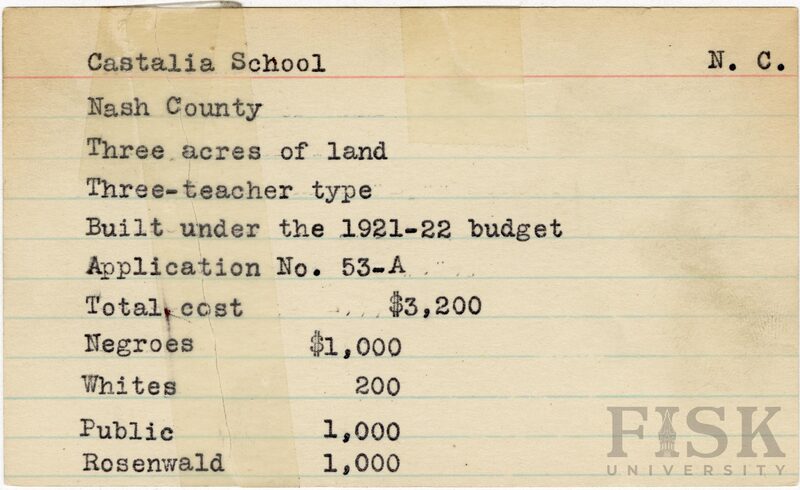 Castalia School N. C.
Nash County
Three acres of land
Three-teacher type
Built under the 1921-22 budget
Application No. 53-A
Total cost $3,200
Negroes $1,000
Whites 200
Public 1,000
Rosenwald 1,000
FISK
UNIVERSITY